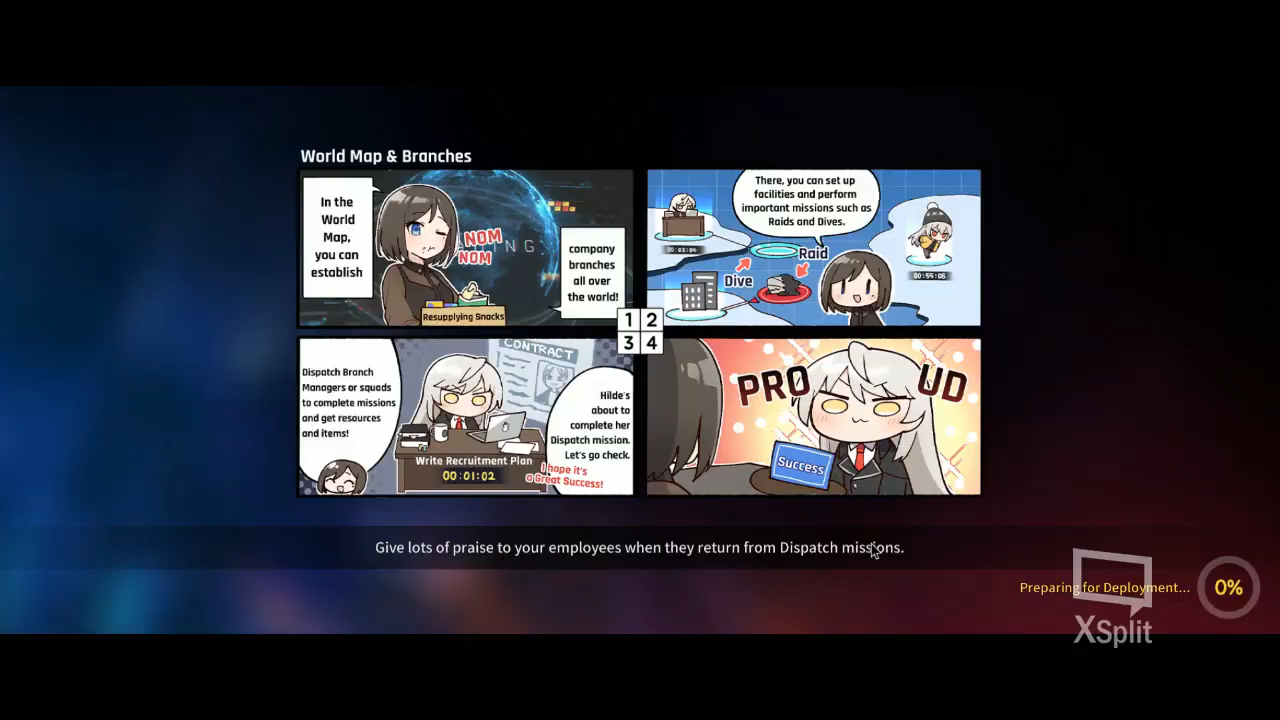 World Map & Branches
In the
World
Map,
you can
establish
NOM
NOM
company
branches
all over
the world!
Resupplying Snacks
There, you can set up
facilities and perform
important missions such as
Raids and Dives.
00:03:04
Raid
Dive
00:55:06
1 2
3 4
Dispatch Branch
Managers or squads
to complete missions
and get resources
and items!
CONTRACT
Hilde's
about to
complete her
Dispatch mission.
Let's go check.
Write Recruitment Plan
00:01:02
I hope it's
a Great Success!
PROUD
Success
Give lots of praise to your employees when they return from Dispatch missions.
Preparing for Deployment...
0%
XSplit